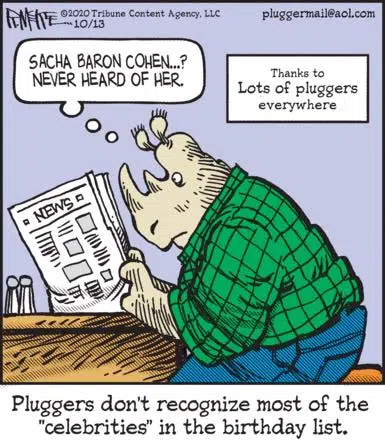 ©2020 Tribune Content Agency, LLC
10/13
pluggermail@aol.com
SACHA BARON COHEN...?
NEVER HEARD OF HER.
Thanks to
Lots of pluggers
everywhere
NEWS
Pluggers don't recognize most of the
"celebrities" in the birthday list.